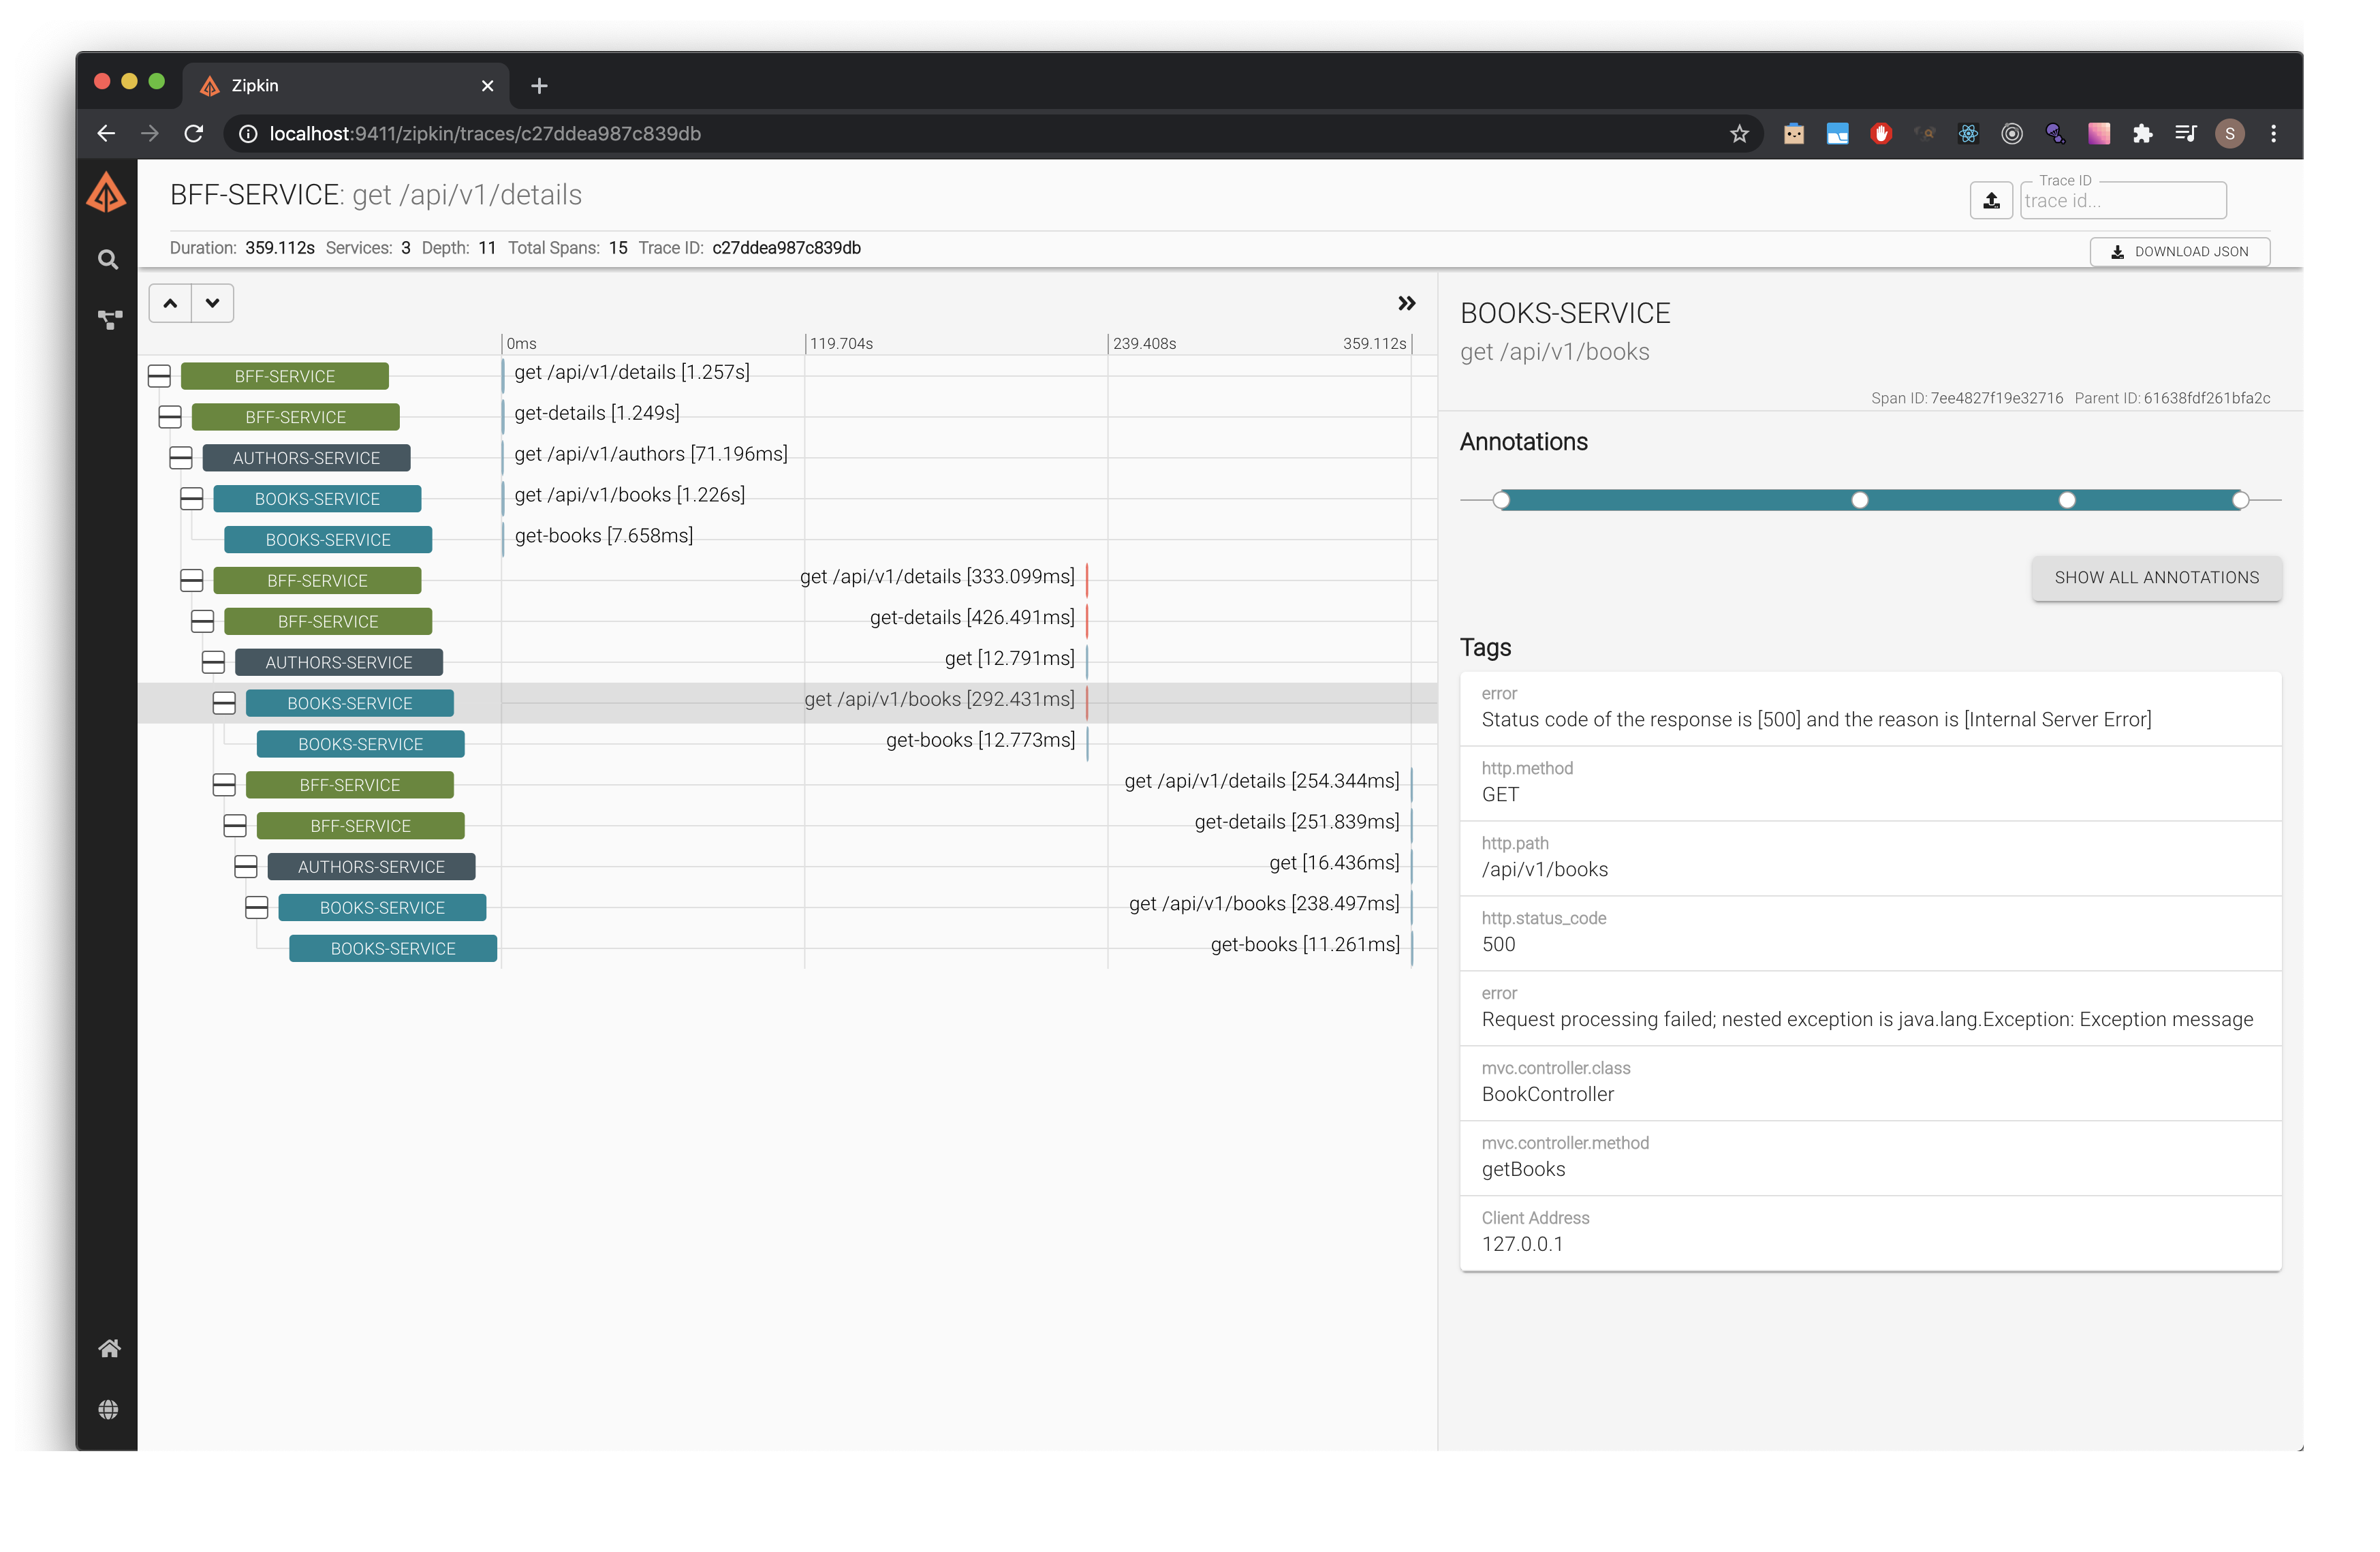 Zipkin
localhost:9411/zipkin/traces/c27ddea987c839db
S
BFF-SERVICE: get /api/v1/details
Trace ID
trace id...
Duration: 359.112s Services: 3 Depth: 11 Total Spans: 15 Trace ID: c27ddea987c839db
DOWNLOAD JSON
0ms 119.704s 239.408s 359.112s
BFF-SERVICE get /api/v1/details [1.257s]
BFF-SERVICE get-details [1.249s]
AUTHORS-SERVICE get /api/v1/authors [71.196ms]
BOOKS-SERVICE get /api/v1/books [1.226s]
BOOKS-SERVICE get-books [7.658ms]
BFF-SERVICE get /api/v1/details [333.099ms]
BFF-SERVICE get-details [426.491ms]
AUTHORS-SERVICE get [12.791ms]
BOOKS-SERVICE get /api/v1/books [292.431ms]
BOOKS-SERVICE get-books [12.773ms]
BFF-SERVICE get /api/v1/details [254.344ms]
BFF-SERVICE get-details [251.839ms]
AUTHORS-SERVICE get [16.436ms]
BOOKS-SERVICE get /api/v1/books [238.497ms]
BOOKS-SERVICE get-books [11.261ms]
BOOKS-SERVICE
get /api/v1/books
Span ID: 7ee4827f19e32716 Parent ID: 61638fdf261bfa2c
Annotations
SHOW ALL ANNOTATIONS
Tags
error
Status code of the response is [500] and the reason is [Internal Server Error]
http.method
GET
http.path
/api/v1/books
http.status_code
500
error
Request processing failed; nested exception is java.lang.Exception: Exception message
mvc.controller.class
BookController
mvc.controller.method
getBooks
Client Address
127.0.0.1